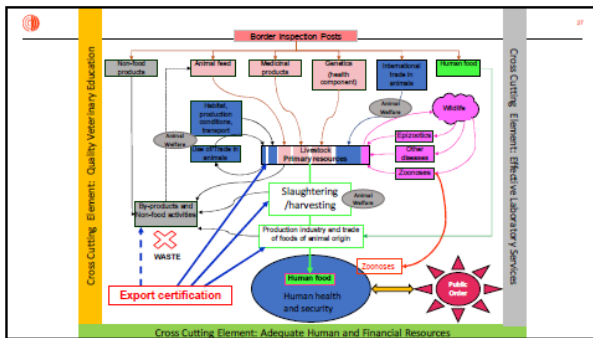 37
Border Inspection Posts
Non-food
products
Animal feed
Medicinal
products
Genetics
(health
component)
International
trade in
animals
Human food
Animal
Welfare
Wildlife
Habitat,
production
conditions,
transport
Animal
Welfare
Use of/Trade in
animals
Livestock
Primary resources
Epizootics
Other
diseases
Zoonoses
Slaughtering
/harvesting
Animal
Welfare
By-products and
Non-food activities
Production industry and trade
of foods of animal origin
WASTE
Zoonoses
Export certification
Human food
Human health
and security
Public
Order
Cross Cutting Element: Quality Veterinary Education
Cross Cutting Element: Effective Laboratory Services
Cross Cutting Element: Adequate Human and Financial Resources